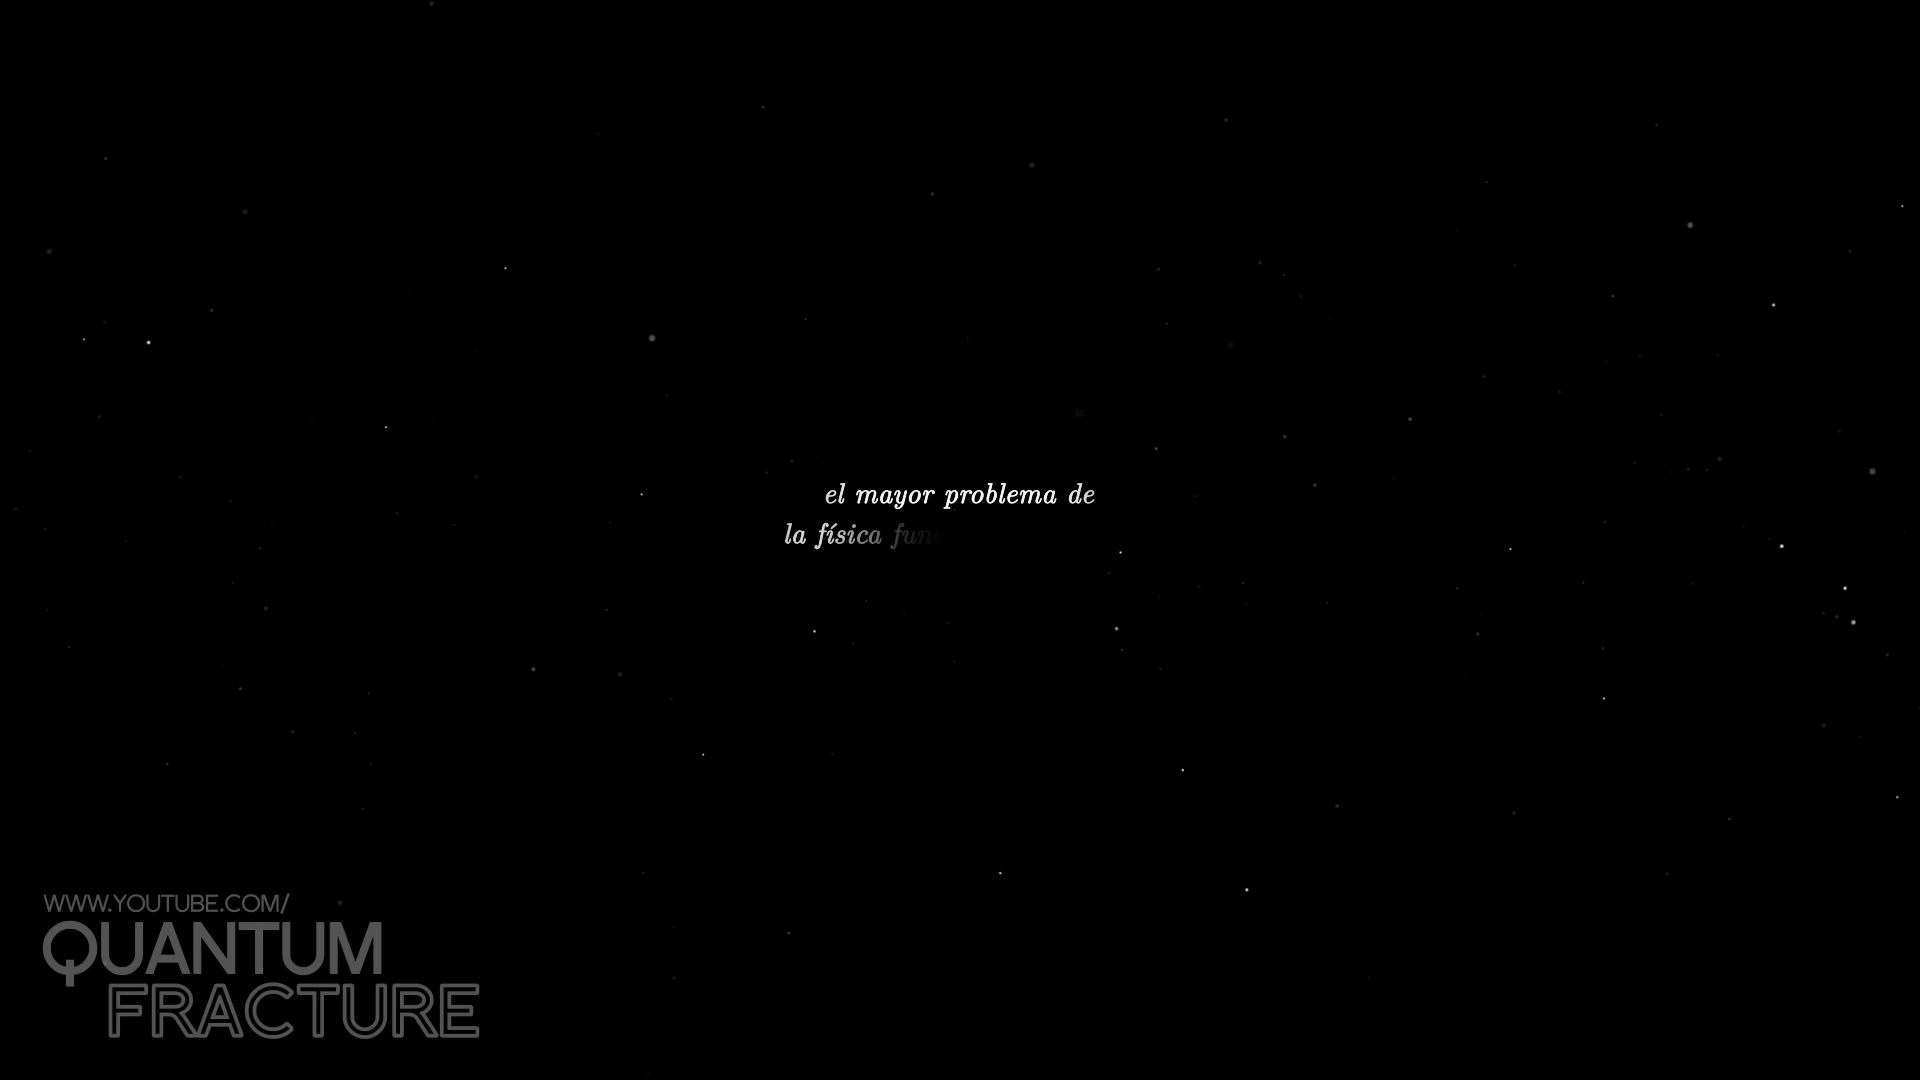 el mayor problema de
la física
WWW.YOUTUBE.COM/
QUANTUM
FRACTURE